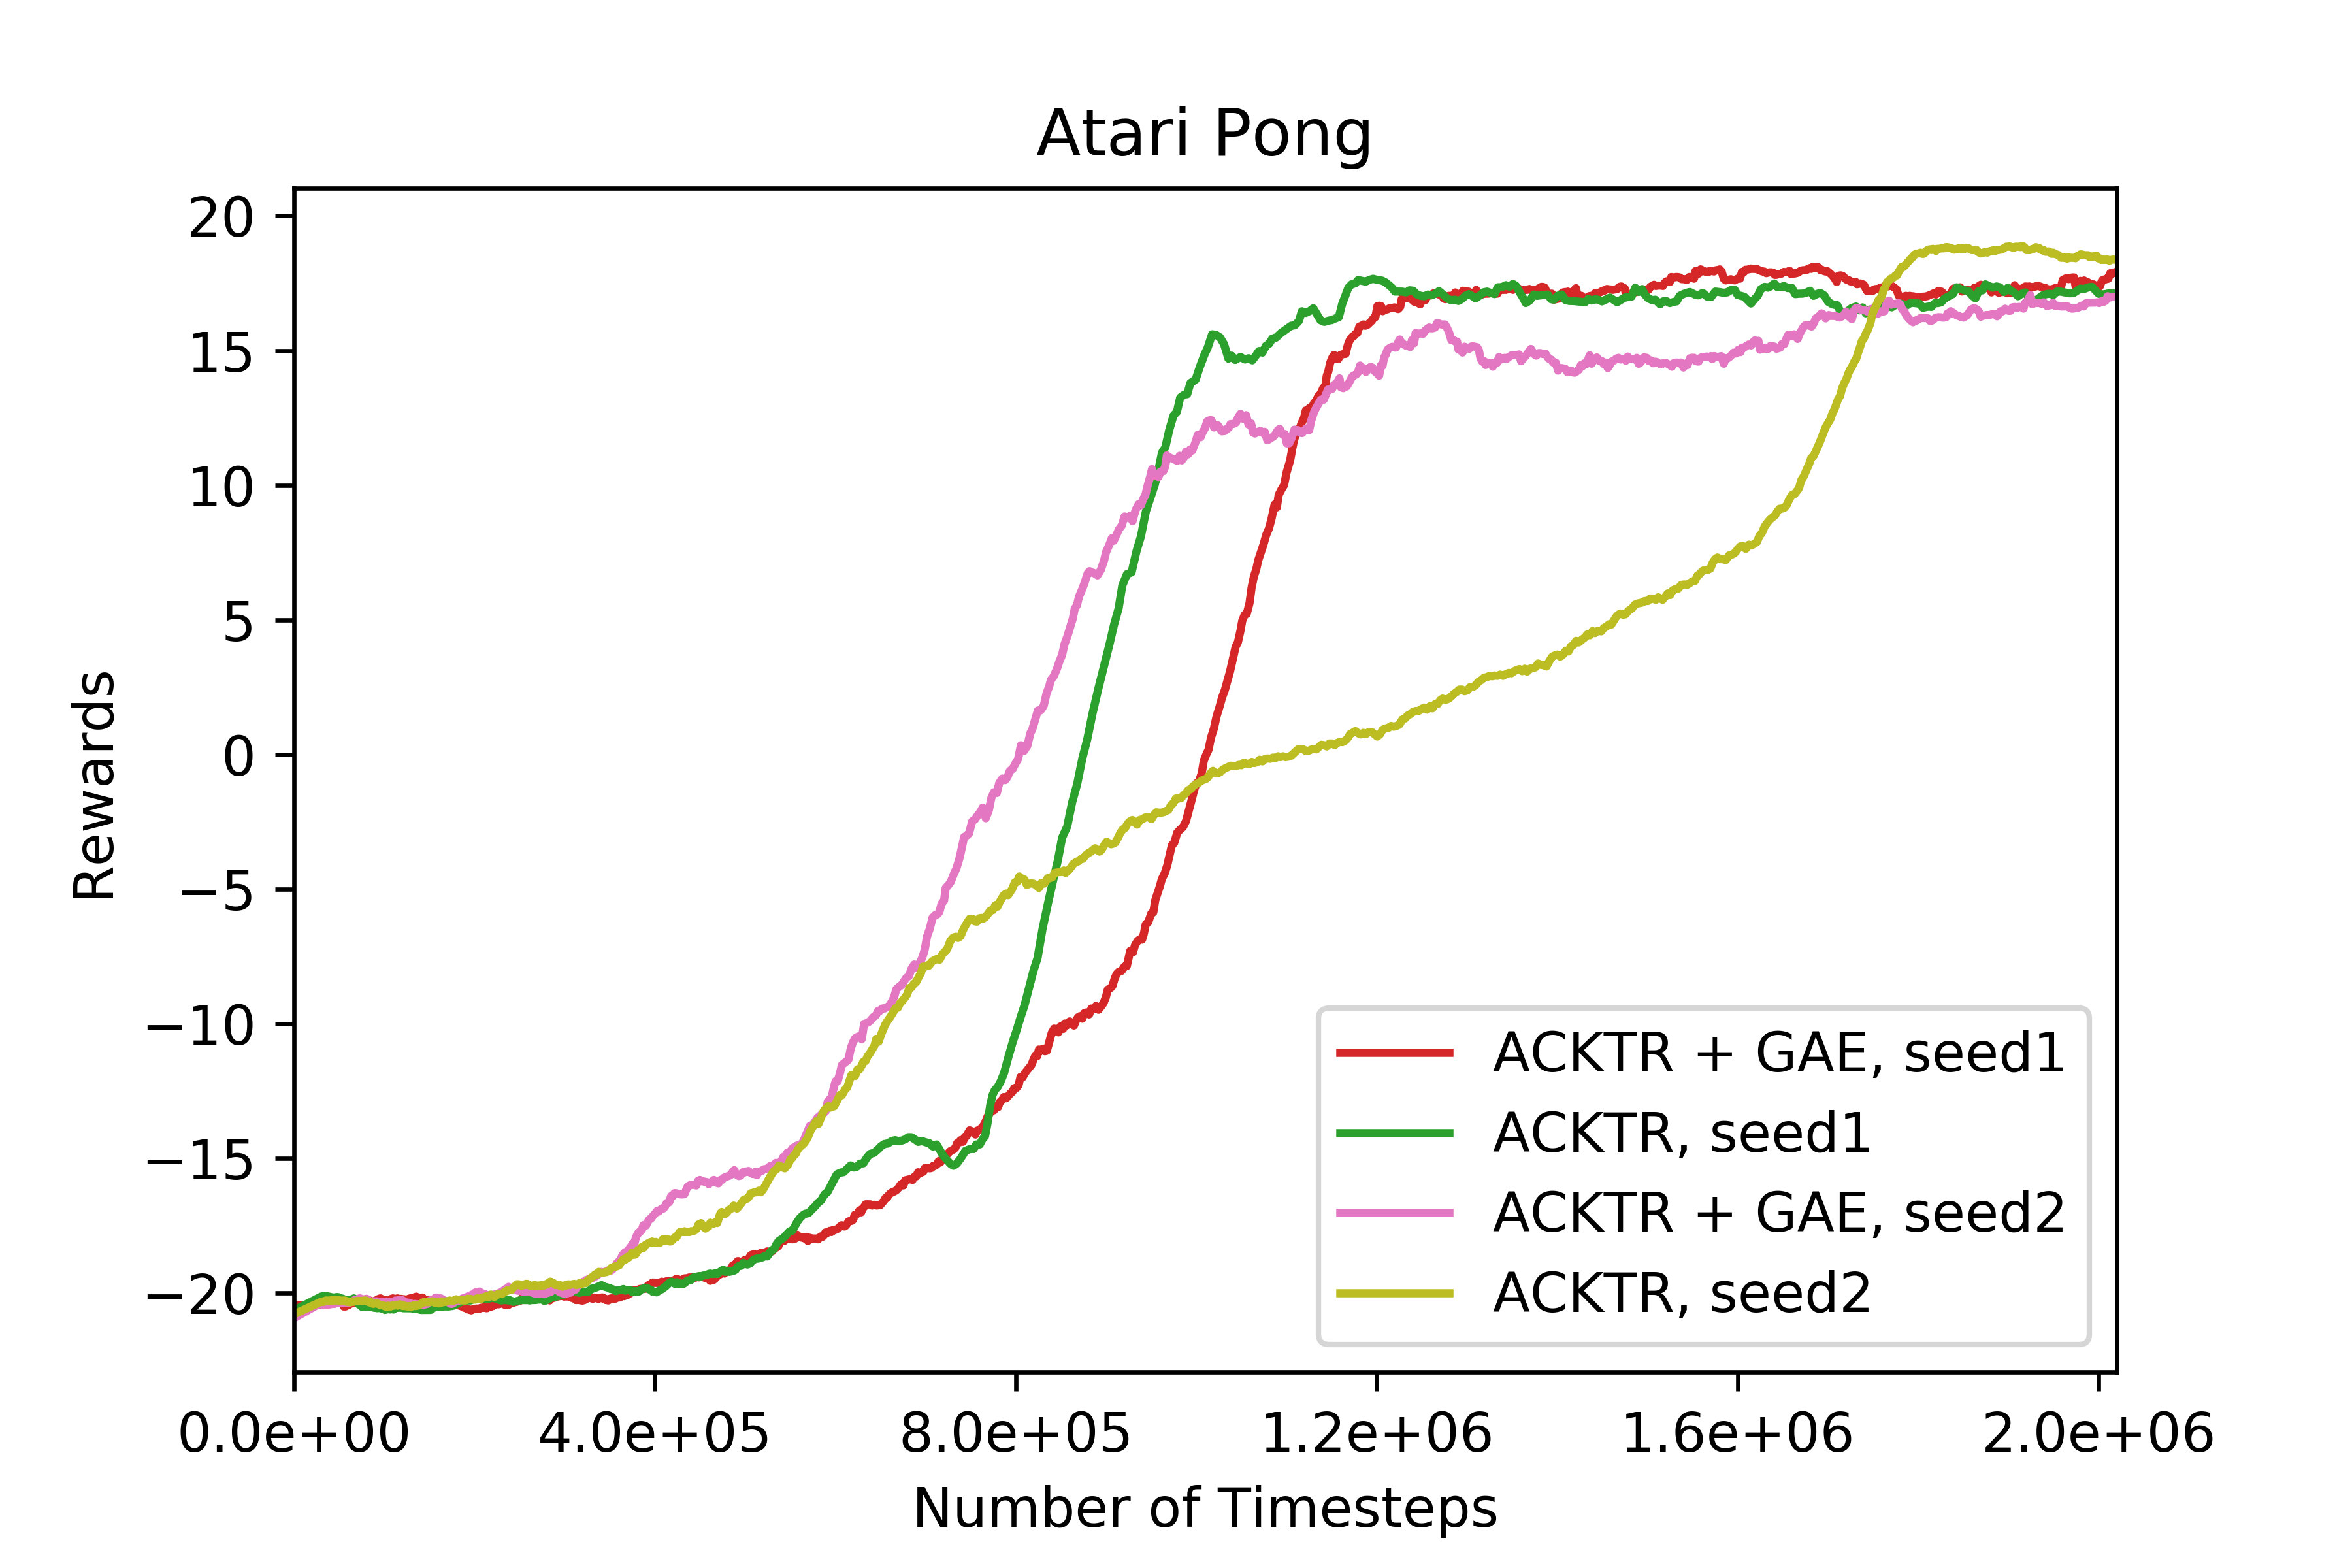 Atari Pong
20
15
10
5
0
−5
−10
−15
−20
Rewards
ACKTR + GAE, seed1
ACKTR, seed1
ACKTR + GAE, seed2
ACKTR, seed2
0.0e+00 4.0e+05 8.0e+05 1.2e+06 1.6e+06 2.0e+06
Number of Timesteps